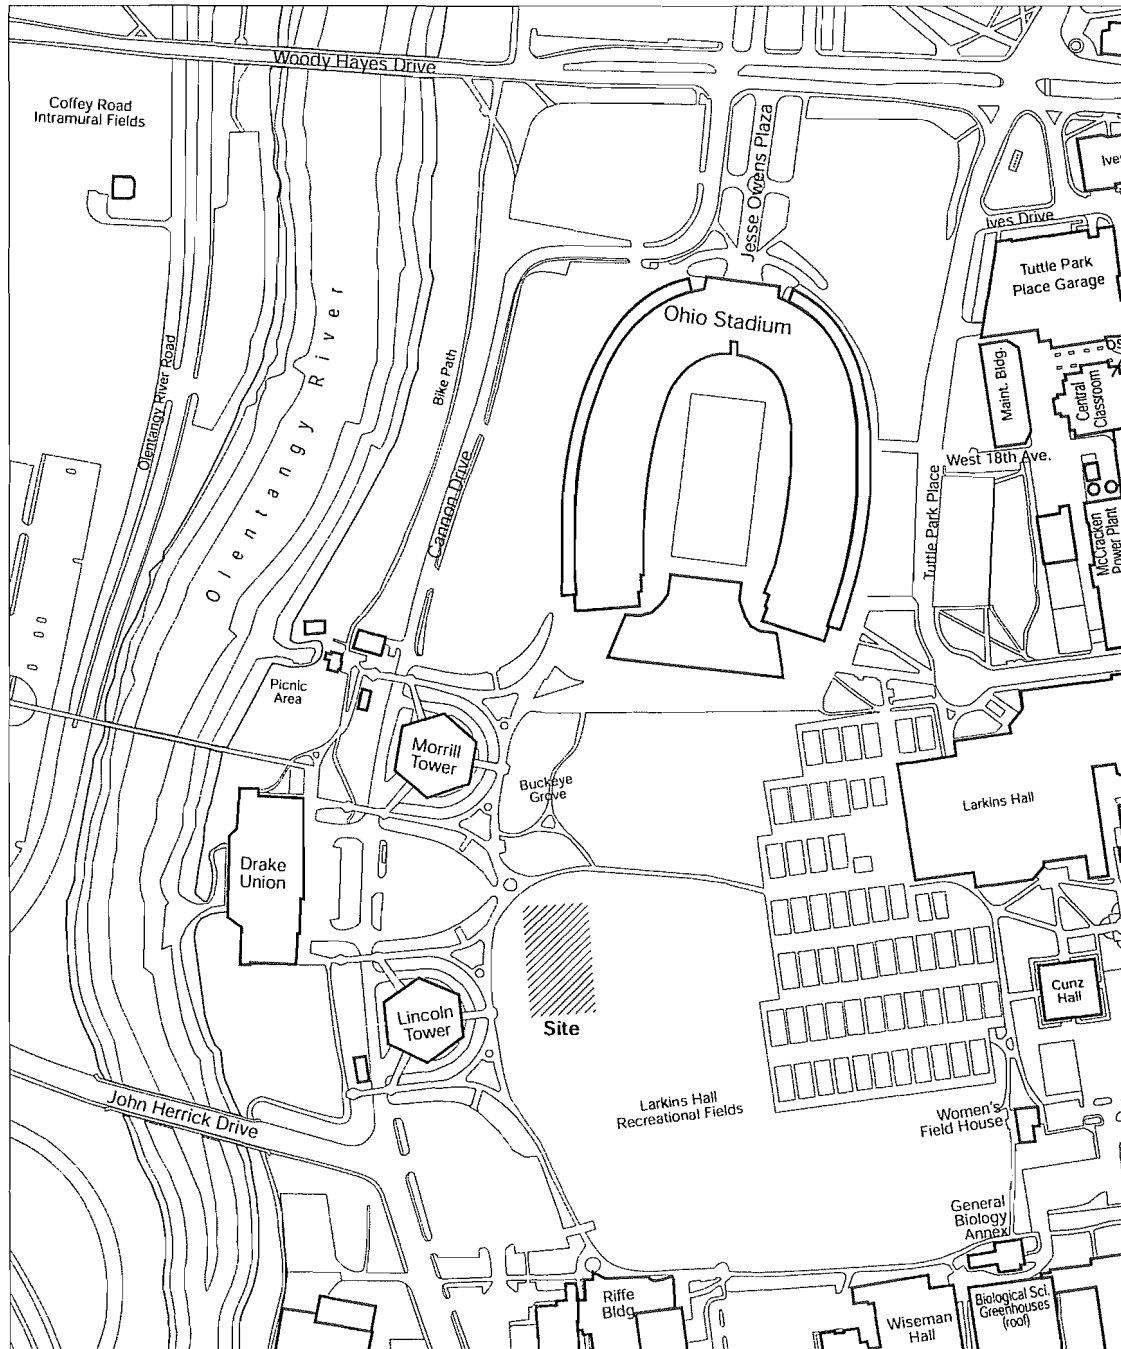 Woody Hayes Drive
Coffey Road
Intramural Fields
Jesse Owens Plaza
Ives Drive
Tuttle Park
Place Garage
Ohio Stadium
Olentangy River
Olentangy River Road
Bike Path
Cannon Drive
Maint. Bldg.
Central
Classroom
West 18th Ave.
Tuttle Park Place
McCracken
Power Plant
Picnic
Area
Morrill
Tower
Buckeye
Grove
Larkins Hall
Drake
Union
Lincoln
Tower
Site
Cunz
Hall
John Herrick Drive
Larkins Hall
Recreational Fields
Women's
Field House
General
Biology
Annex
Riffe
Bldg.
Wiseman
Hall
Biological Sci.
Greenhouses
(roof)